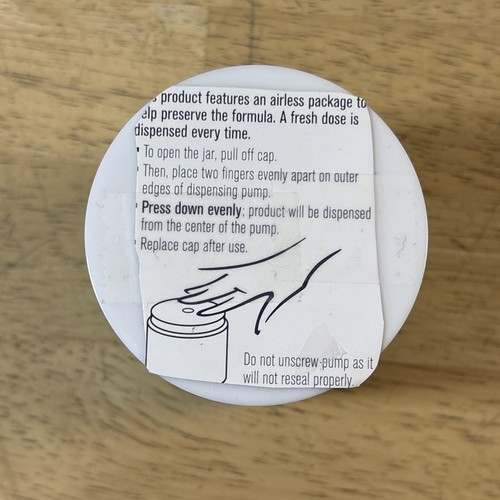 product features an airless package to
help preserve the formula. A fresh dose is
dispensed every time.
· To open the jar, pull off cap.
· Then, place two fingers evenly apart on outer
edges of dispensing pump.
· Press down evenly; product will be dispensed
from the center of the pump.
· Replace cap after use.
Do not unscrew pump as it
will not reseal properly.